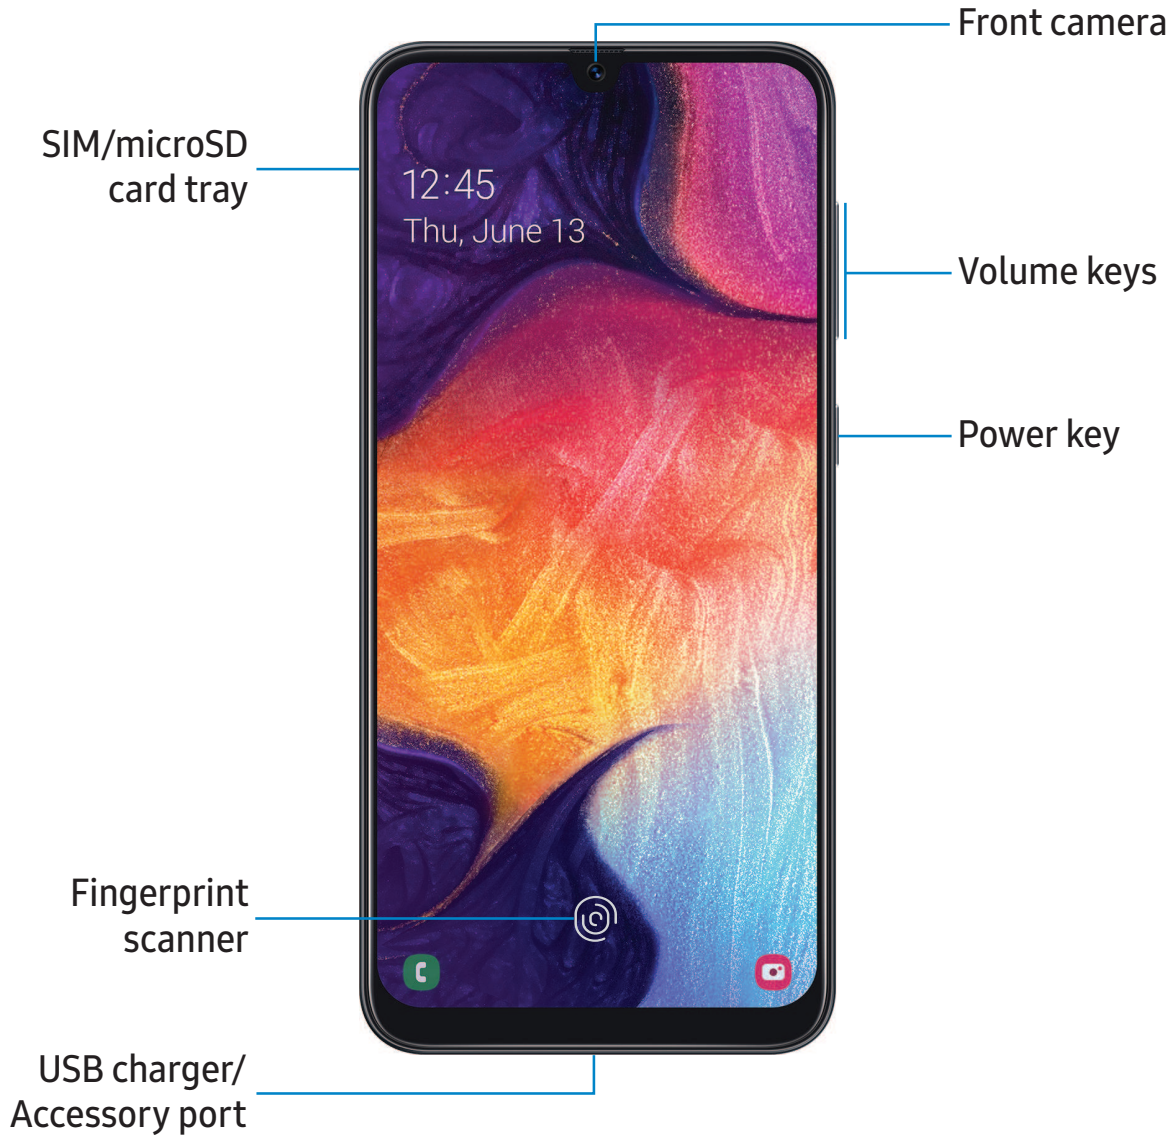 Front camera
SIM/microSD
card tray
12:45
Thu, June 13
Volume keys
Power key
Fingerprint
scanner
USB charger/
Accessory port